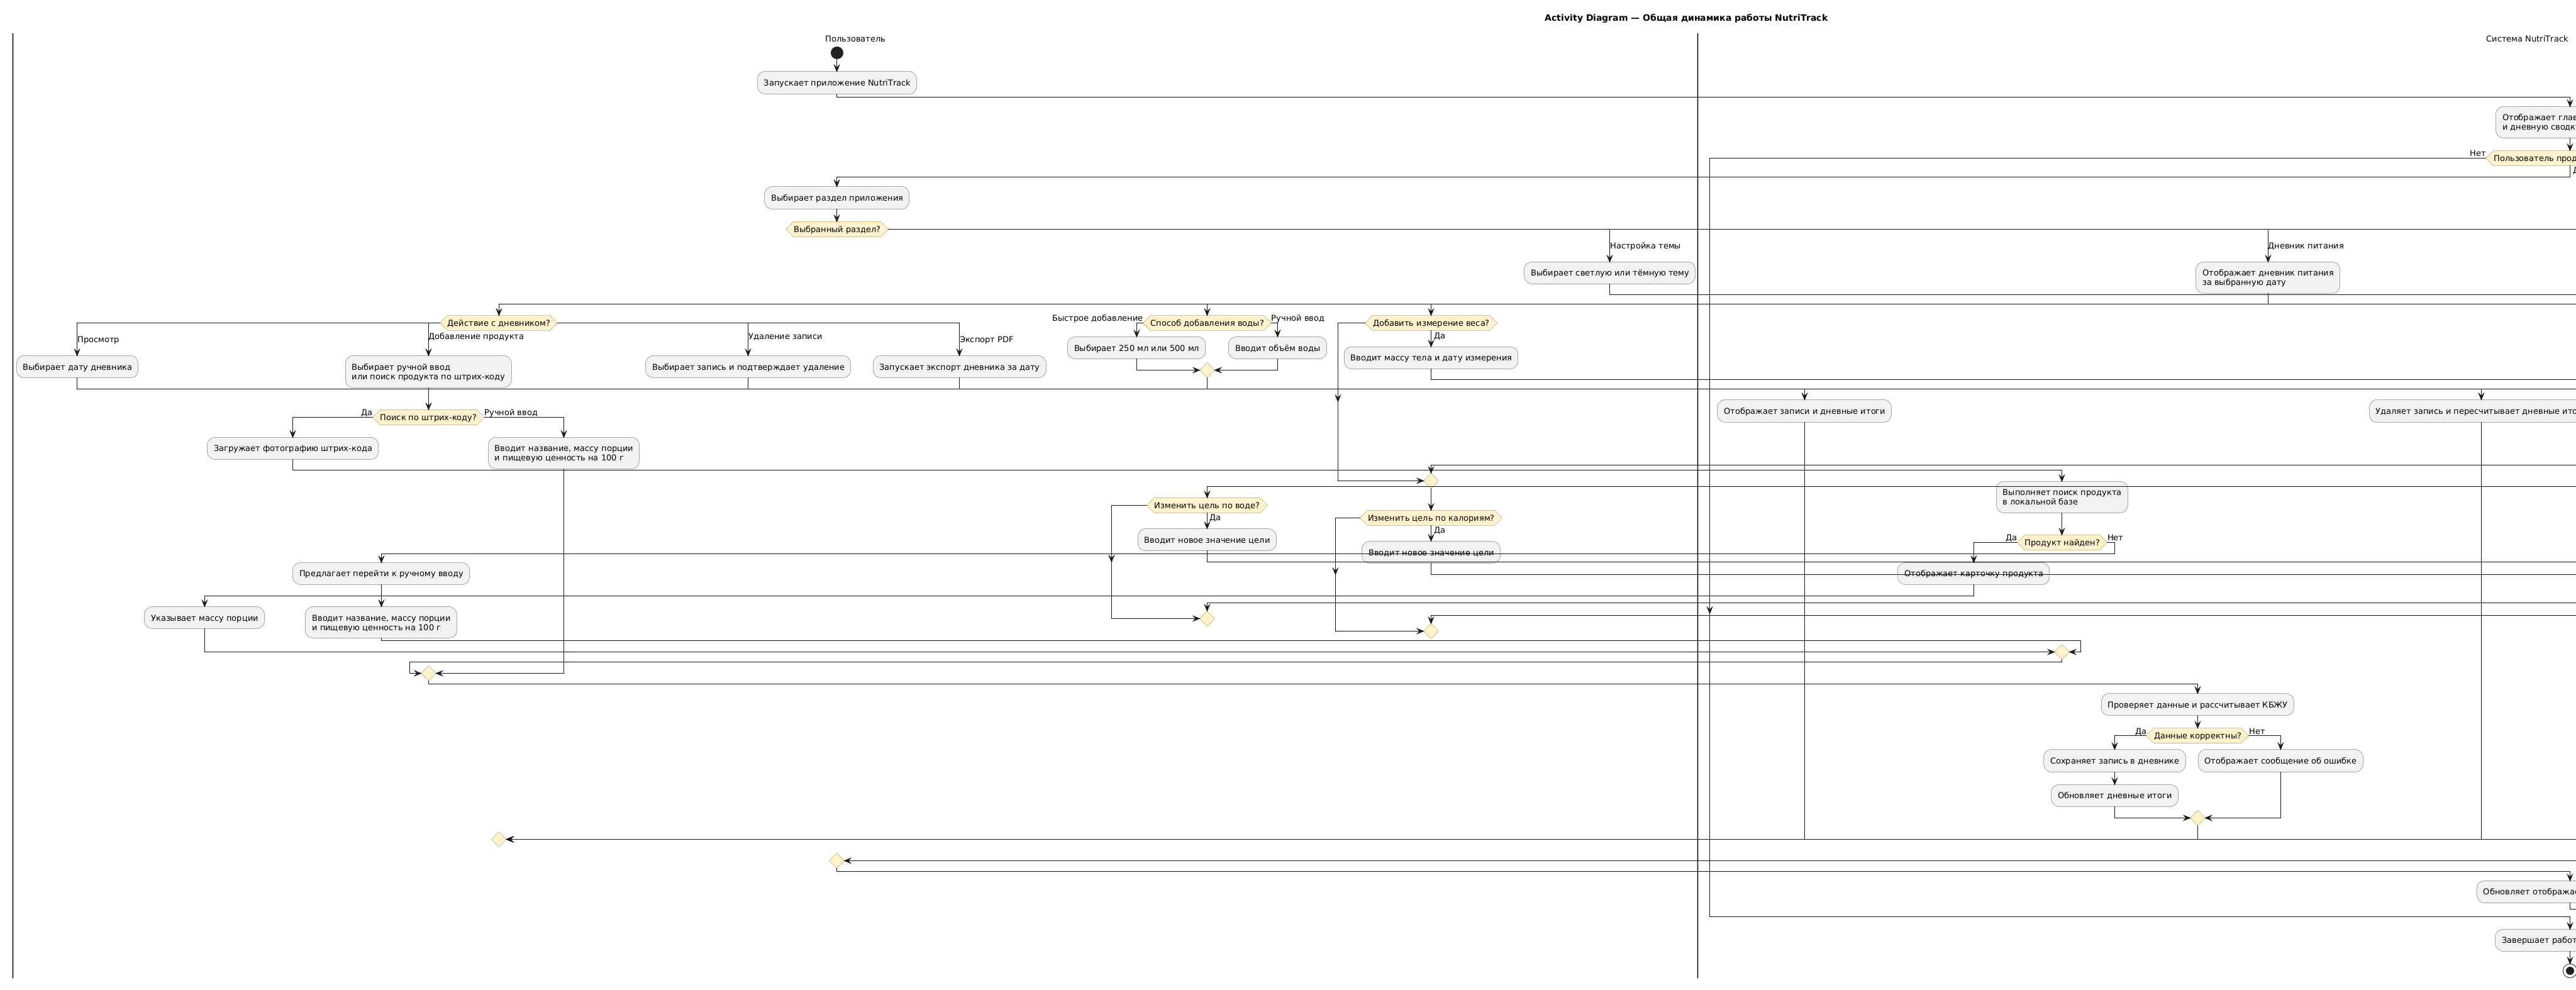 Activity Diagram — Общая динамика работы NutriTrack
Пользователь
Система NutriTrack
Запускает приложение NutriTrack
Отображает
и дневную
Нет
Пользователь
Выбирает раздел приложения
Выбранный раздел?
Настройка темы
Дневник питания
Выбирает светлую или тёмную тему
Отображает дневник питания
за выбранную дату
Действие с дневником?
Просмотр
Добавление продукта
Удаление записи
Экспорт PDF
Быстрое добавление
Способ добавления воды?
Ручной ввод
Добавить измерение веса?
Да
Выбирает дату дневника
Выбирает ручной ввод
или поиск продукта по штрих-коду
Выбирает запись и подтверждает удаление
Запускает экспорт дневника за дату
Выбирает 250 мл или 500 мл
Вводит объём воды
Вводит массу тела и дату измерения
Да
Поиск по штрих-коду?
Ручной ввод
Отображает записи и дневные итоги
Удаляет запись и пересчитывает дневные
Загружает фотографию штрих-кода
Вводит название, массу порции
и пищевую ценность на 100 г
Выполняет поиск продукта
в локальной базе
Изменить цель по воде?
Да
Изменить цель по калориям?
Да
Вводит новое значение цели
Вводит новое значение цели
Да
Продукт найден?
Нет
Предлагает перейти к ручному вводу
Отображает карточку продукта
Указывает массу порции
Вводит название, массу порции
и пищевую ценность на 100 г
Проверяет данные и рассчитывает КБЖУ
Да
Данные корректны?
Нет
Сохраняет запись в дневнике
Отображает сообщение об ошибке
Обновляет дневные итоги
Обновляет
Завершает